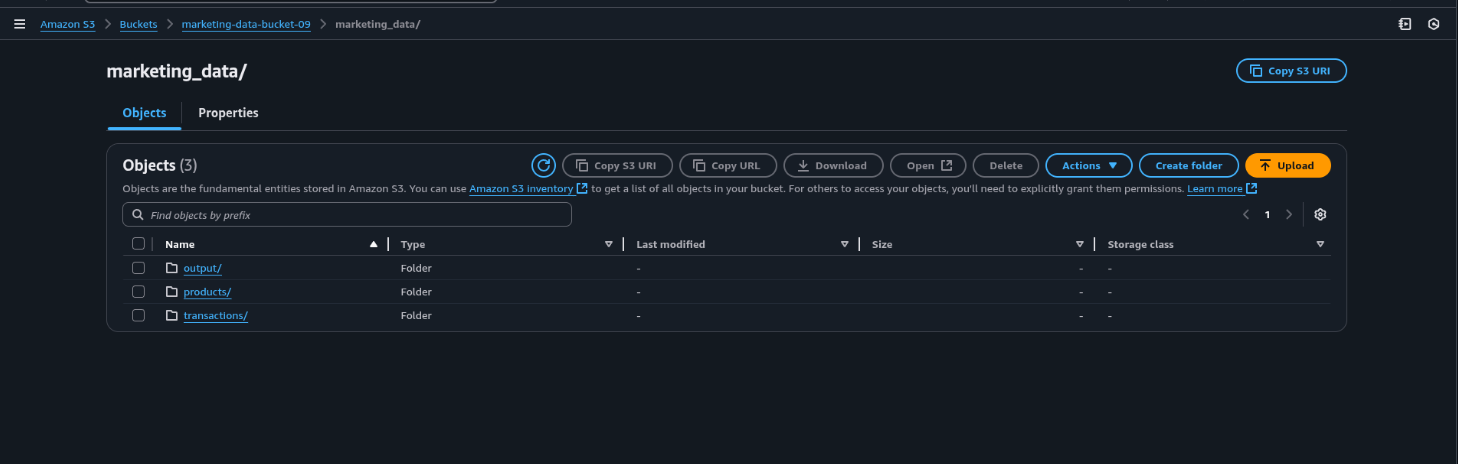 Amazon S3 > Buckets > marketing-data-bucket-09 > marketing_data/
marketing_data/
Copy S3 URI
Objects Properties
Objects (3)
Copy S3 URI Copy URL Download Open Delete Actions Create folder Upload
Objects are the fundamental entities stored in Amazon S3. You can use Amazon S3 inventory to get a list of all objects in your bucket. For others to access your objects, you'll need to explicitly grant them permissions. Learn more
Find objects by prefix
1
Name Type Last modified Size Storage class
output/ Folder - - -
products/ Folder - - -
transactions/ Folder - - -